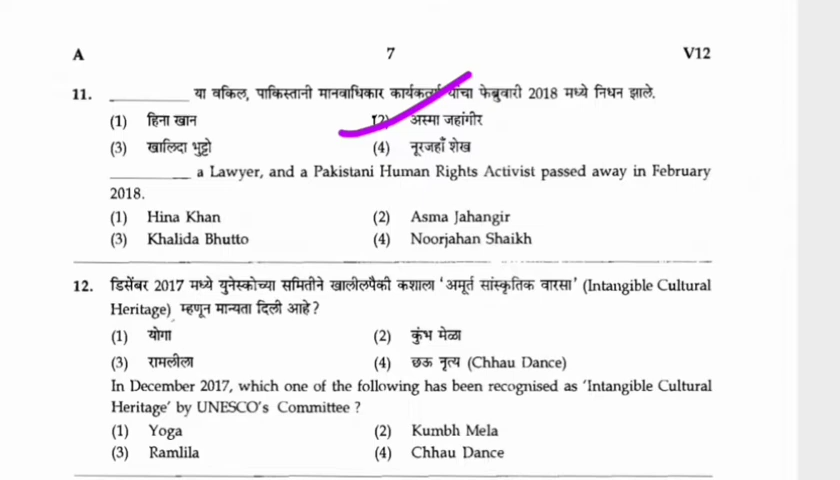 A 7 V12
11. ________ या वकिल, पाकिस्तानी मानवाधिकार कार्यकर्त्या यांचा फेब्रुवारी 2018 मध्ये निधन झाले.
(1) हिना खान (2) अस्मा जहांगीर
(3) खालिदा भुट्टो (4) नूरजहाँ शेख
________ a Lawyer, and a Pakistani Human Rights Activist passed away in February
2018.
(1) Hina Khan (2) Asma Jahangir
(3) Khalida Bhutto (4) Noorjahan Shaikh
12. डिसेंबर 2017 मध्ये युनेस्कोच्या समितीने खालीलपैकी कशाला ‘अमूर्त सांस्कृतिक वारसा’ (Intangible Cultural
Heritage) म्हणून मान्यता दिली आहे?
(1) योगा (2) कुंभ मेळा
(3) रामलीला (4) छऊ नृत्य (Chhau Dance)
In December 2017, which one of the following has been recognised as ‘Intangible Cultural
Heritage’ by UNESCO’s Committee ?
(1) Yoga (2) Kumbh Mela
(3) Ramlila (4) Chhau Dance